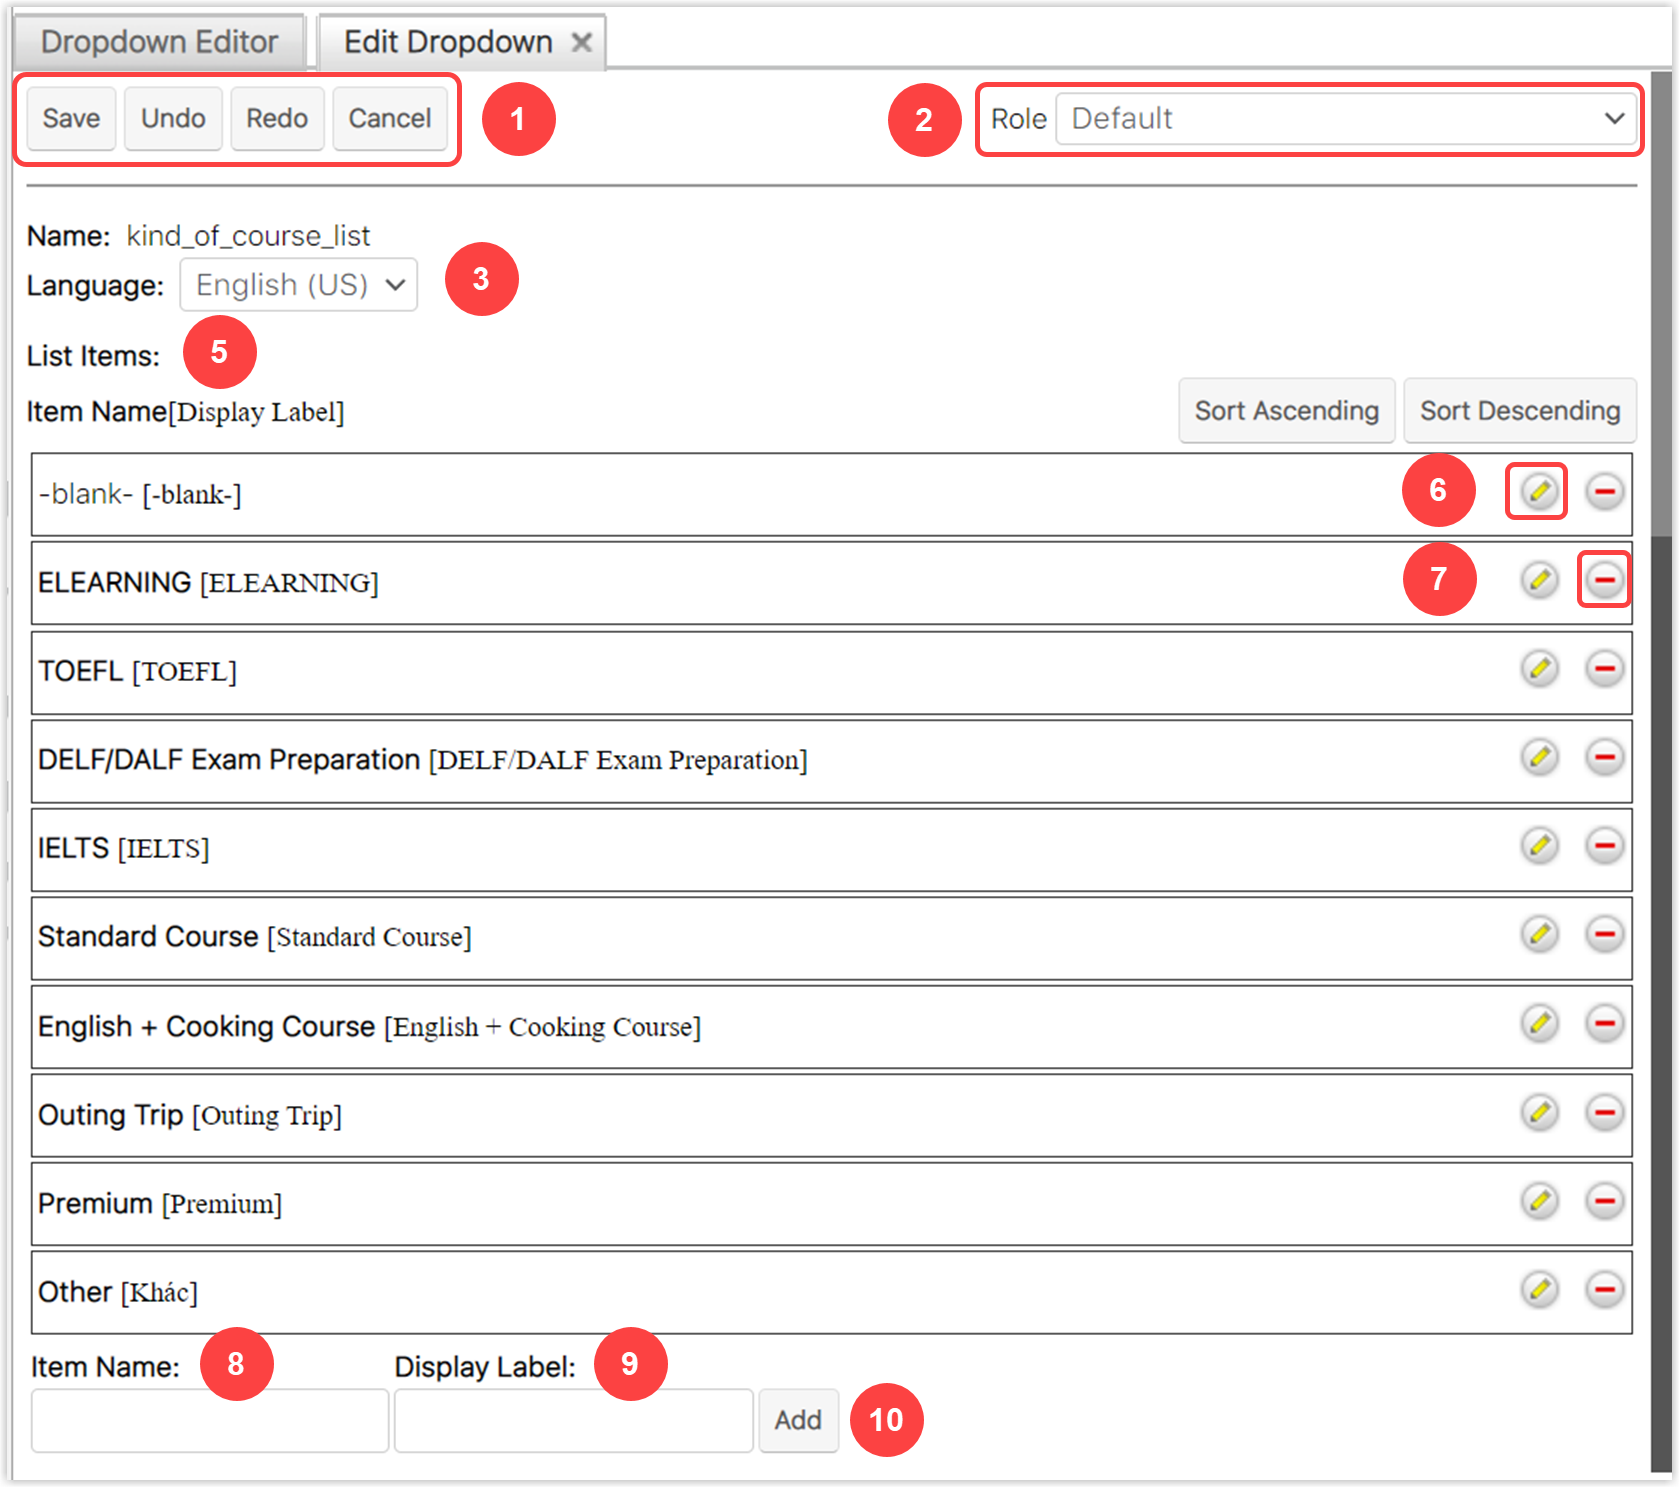 Dropdown Editor Edit Dropdown
Save Undo Redo Cancel 1 2 Role Default
Name: kind_of_course_list
Language: English (US) 3
List Items: 5
Item Name[Display Label] Sort Ascending Sort Descending
-blank- [-blank-] 6
ELEARNING [ELEARNING] 7
TOEFL [TOEFL]
DELF/DALF Exam Preparation [DELF/DALF Exam Preparation]
IELTS [IELTS]
Standard Course [Standard Course]
English + Cooking Course [English + Cooking Course]
Outing Trip [Outing Trip]
Premium [Premium]
Other [Khác]
Item Name: 8 Display Label: 9
Add 10